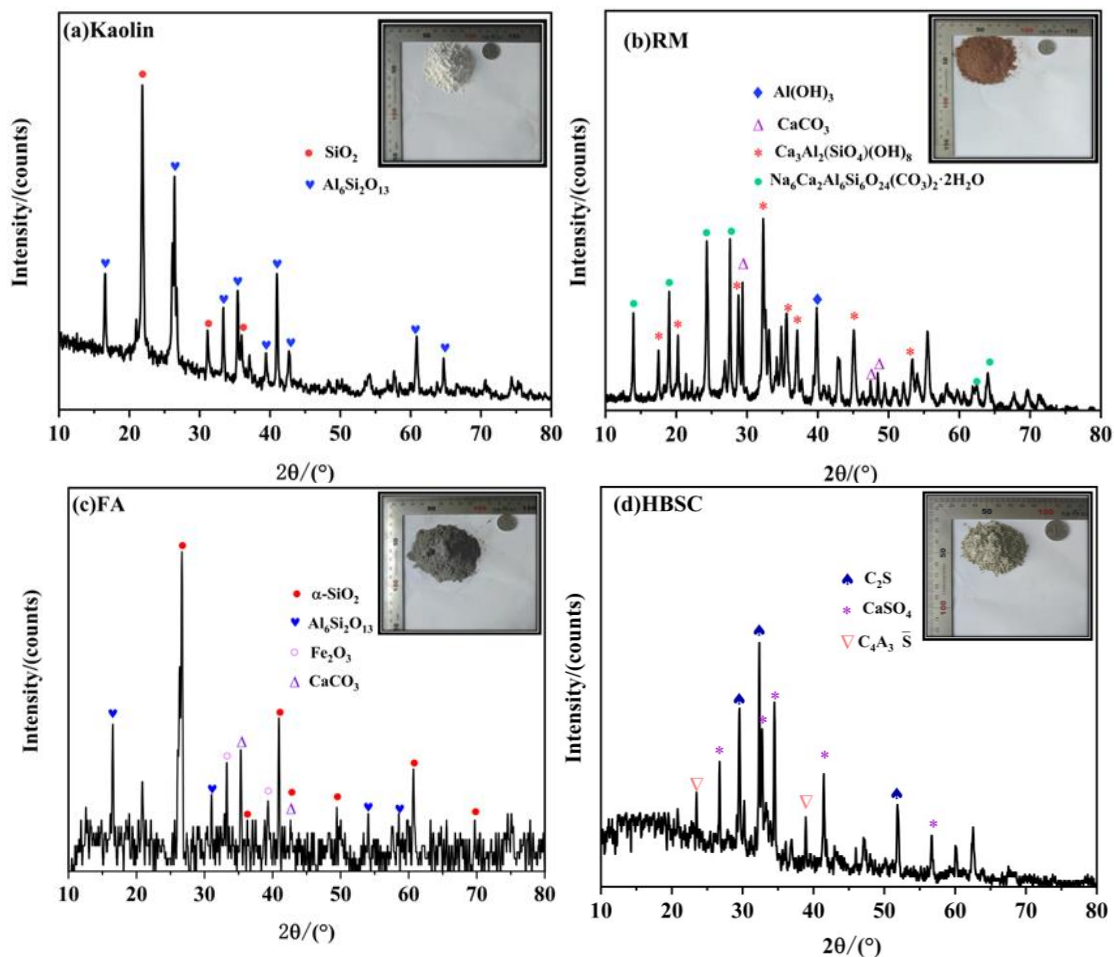 (a)Kaolin
SiO₂
Al₆Si₂O₁₃
Intensity/(counts)
10 20 30 40 50 60 70 80
2θ/(°)
(b)RM
Al(OH)₃
CaCO₃
Ca₃Al₂(SiO₄)(OH)₈
Na₆Ca₂Al₆Si₆O₂₄(CO₃)₂·2H₂O
Intensity/(counts)
10 20 30 40 50 60 70 80
2θ/(°)
(c)FA
α-SiO₂
Al₆Si₂O₁₃
Fe₂O₃
CaCO₃
Intensity/(counts)
10 20 30 40 50 60 70 80
2θ/(°)
(d)HBSC
C₂S
CaSO₄
C₄A₃ S̄
Intensity/(counts)
10 20 30 40 50 60 70 80
2θ/(°)